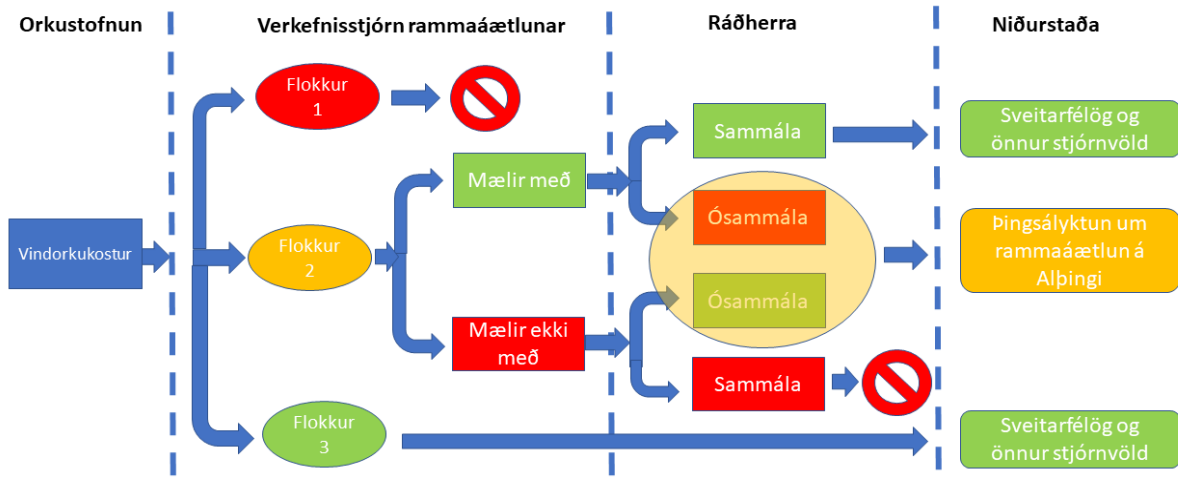 Orkustofnun
Verkefnisstjórn rammaáætlunar
Ráðherra
Niðurstaða
Flokkur
1
Sammála
Sveitarfélög og
önnur stjórnvöld
Mælir með
Vindorkukostur
Flokkur
2
Ósammála
Þingsályktun um
rammaáætlun á
Alþingi
Ósammála
Mælir ekki
með
Sammála
Flokkur
3
Sveitarfélög og
önnur stjórnvöld